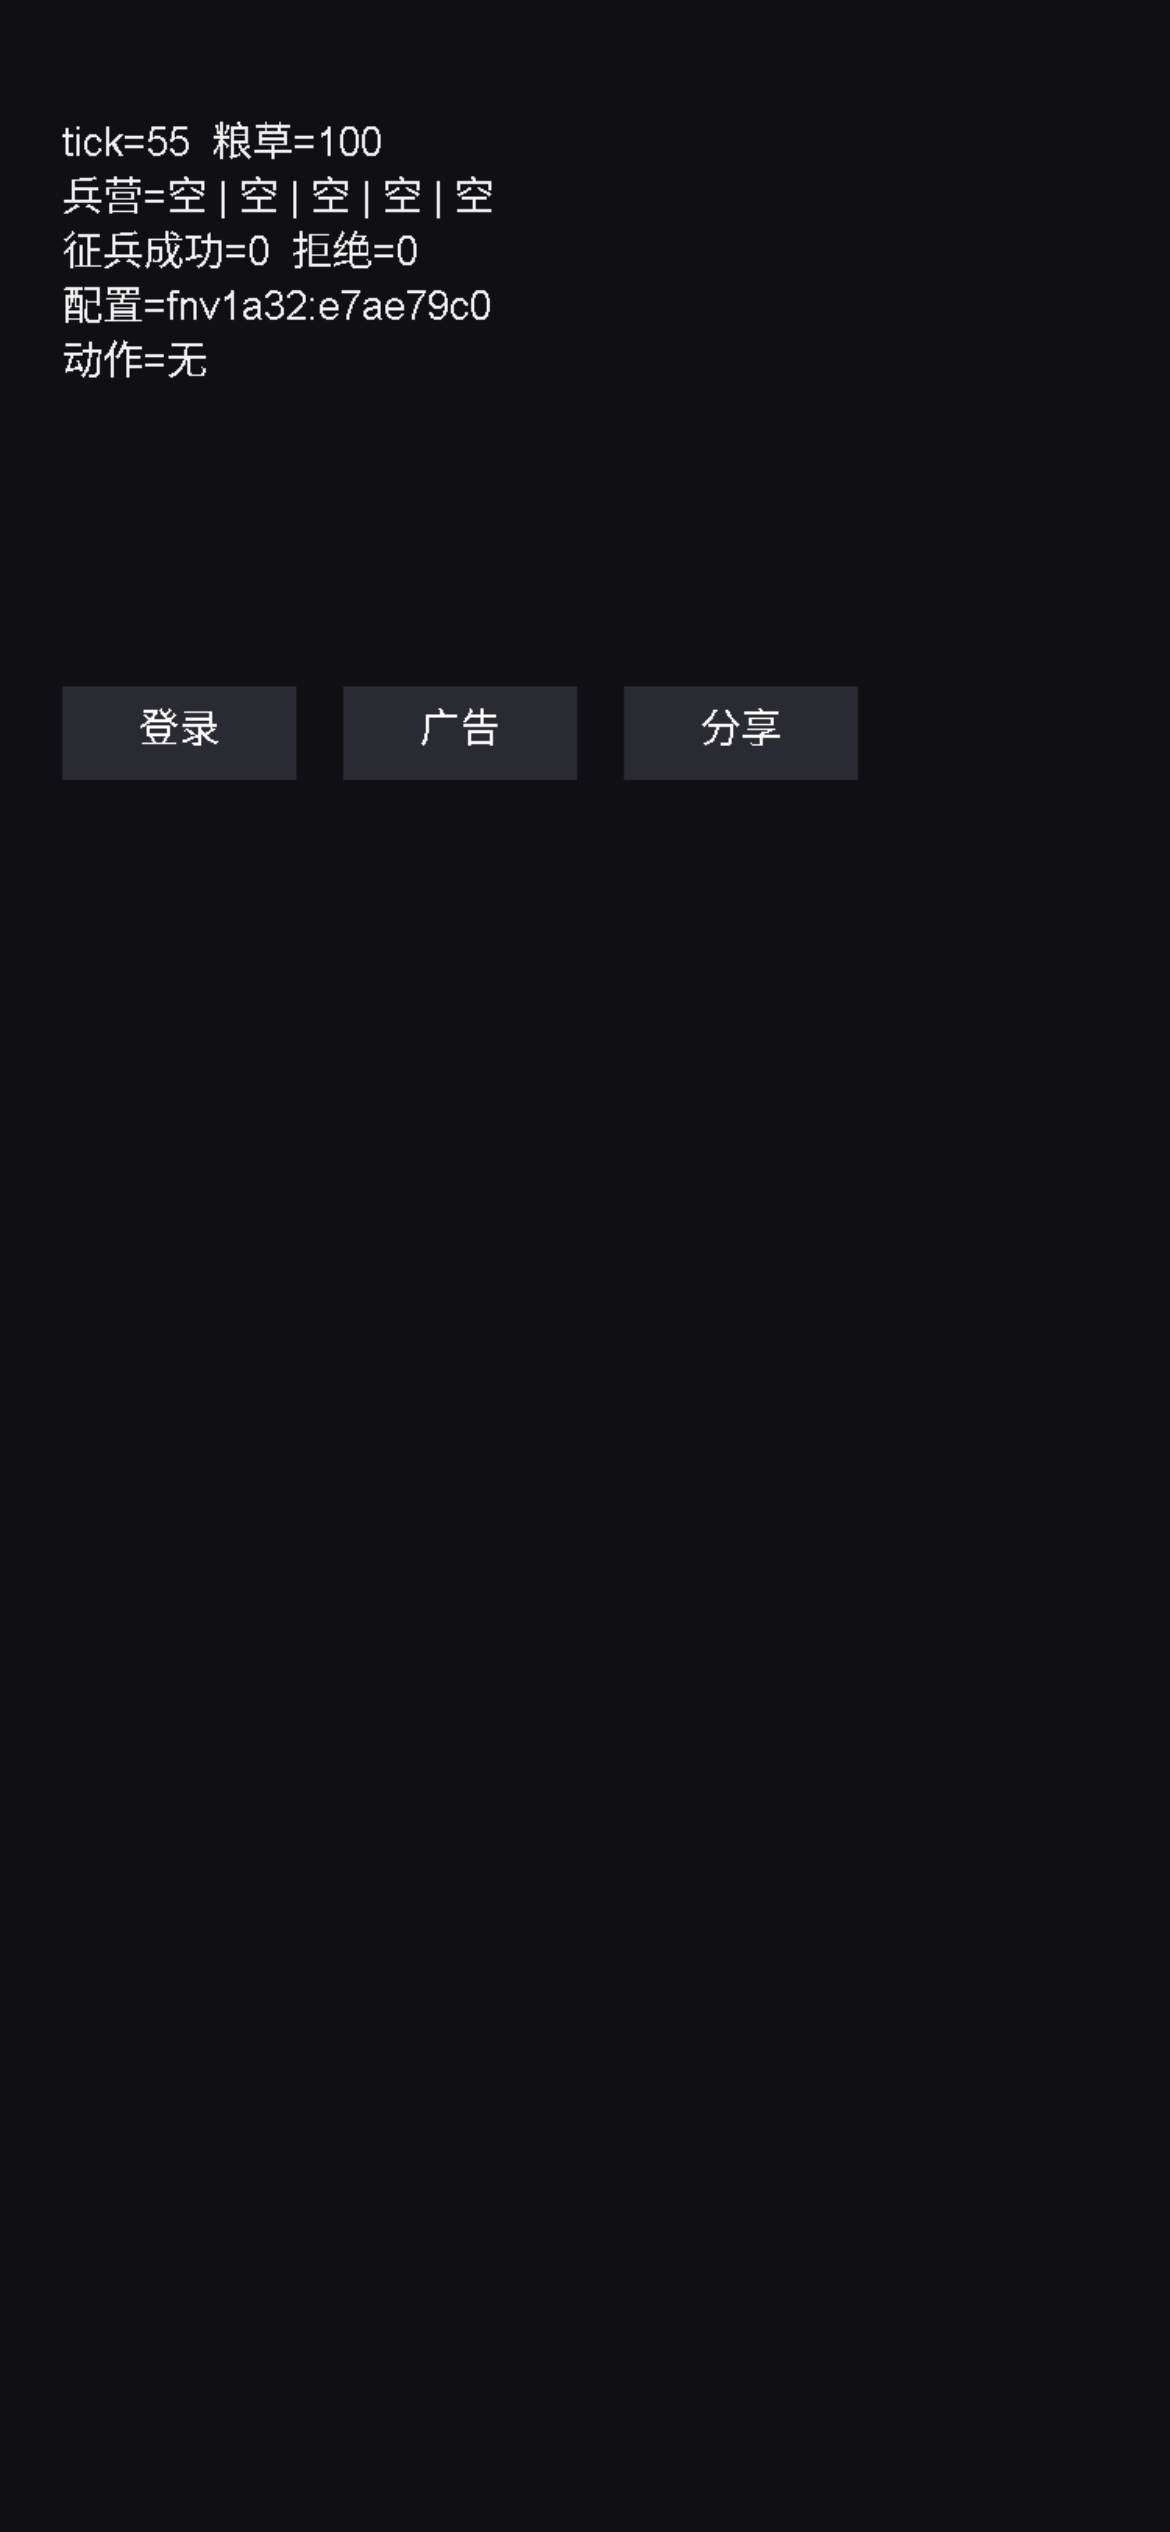 tick=55 粮草=100
兵营=空 | 空 | 空 | 空 | 空
征兵成功=0 拒绝=0
配置=fnv1a32:e7ae79c0
动作=无
登录 广告 分享